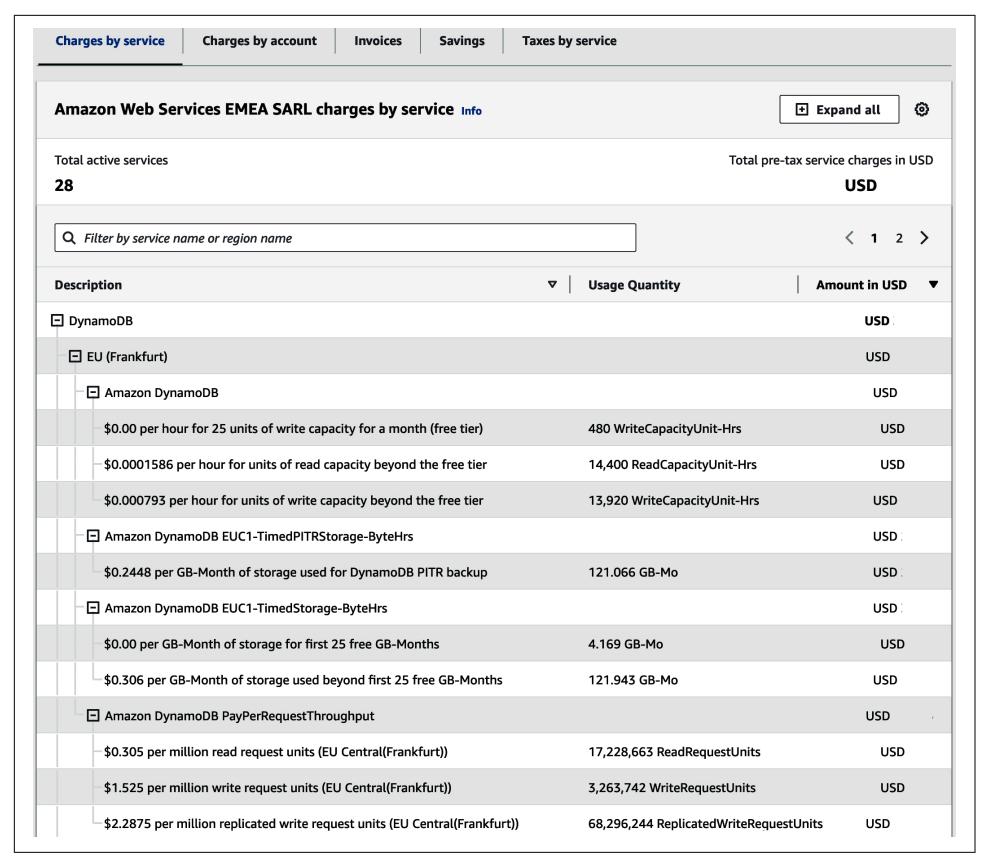 Charges by service Charges by account Invoices Savings Taxes by service
Amazon Web Services EMEA SARL charges by service Info Expand all
Total active services Total pre-tax service charges in USD
28 USD
Filter by service name or region name 1 2
Description Usage Quantity Amount in USD
DynamoDB USD
EU (Frankfurt) USD
Amazon DynamoDB USD
$0.00 per hour for 25 units of write capacity for a month (free tier) 480 WriteCapacityUnit-Hrs USD
$0.0001586 per hour for units of read capacity beyond the free tier 14,400 ReadCapacityUnit-Hrs USD
$0.000793 per hour for units of write capacity beyond the free tier 13,920 WriteCapacityUnit-Hrs USD
Amazon DynamoDB EUC1-TimedPITRStorage-ByteHrs USD
$0.2448 per GB-Month of storage used for DynamoDB PITR backup 121.066 GB-Mo USD
Amazon DynamoDB EUC1-TimedStorage-ByteHrs USD
$0.00 per GB-Month of storage for first 25 free GB-Months 4.169 GB-Mo USD
$0.306 per GB-Month of storage used beyond first 25 free GB-Months 121.943 GB-Mo USD
Amazon DynamoDB PayPerRequestThroughput USD
$0.305 per million read request units (EU Central(Frankfurt)) 17,228,663 ReadRequestUnits USD
$1.525 per million write request units (EU Central(Frankfurt)) 3,263,742 WriteRequestUnits USD
$2.2875 per million replicated write request units (EU Central(Frankfurt)) 68,296,244 ReplicatedWriteRequestUnits USD